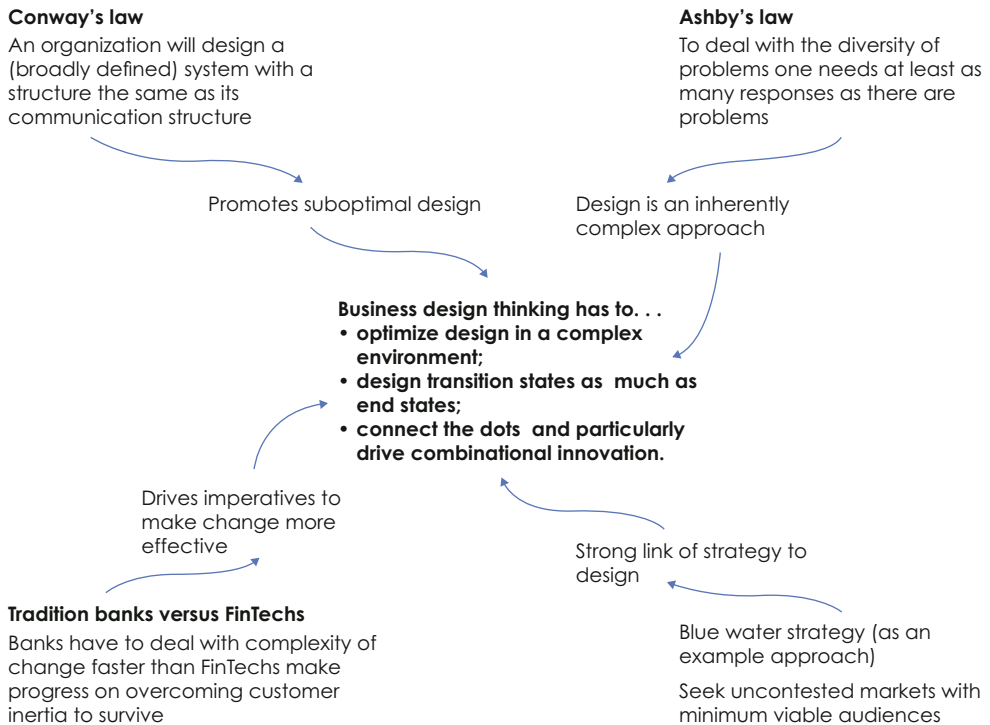 Conway’s law
An organization will design a
(broadly defined) system with a
structure the same as its
communication structure
Ashby’s law
To deal with the diversity of
problems one needs at least as
many responses as there are
problems
Promotes suboptimal design
Design is an inherently
complex approach
Business design thinking has to. . .
• optimize design in a complex
environment;
• design transition states as much as
end states;
• connect the dots and particularly
drive combinational innovation.
Drives imperatives to
make change more
effective
Strong link of strategy to
design
Tradition banks versus FinTechs
Banks have to deal with complexity of
change faster than FinTechs make
progress on overcoming customer
inertia to survive
Blue water strategy (as an
example approach)
Seek uncontested markets with
minimum viable audiences